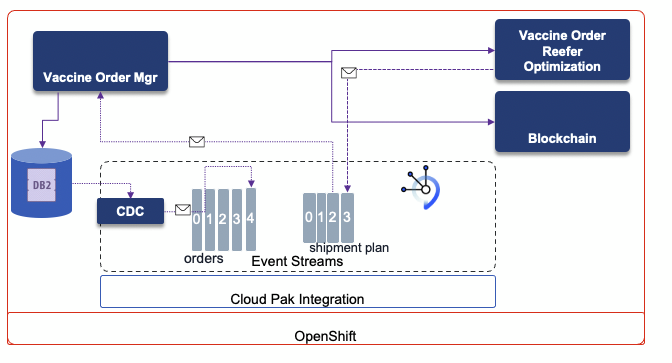 Vaccine Order Mgr
Vaccine Order
Reefer
Optimization
Blockchain
DB2
CDC
0 1 2 3 4
orders
0 1 2 3
shipment plan
Event Streams
Cloud Pak Integration
OpenShift